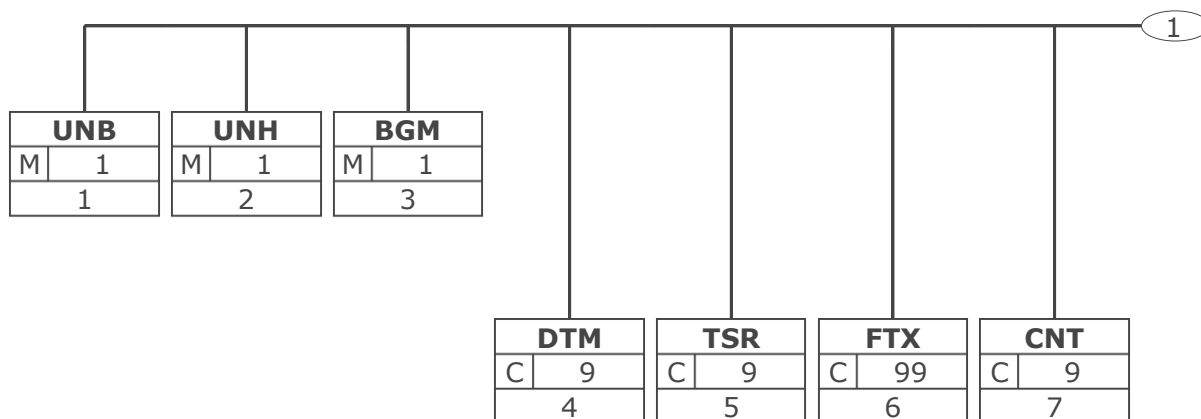 1
UNB UNH BGM
M 1 M 1 M 1
1 2 3
DTM TSR FTX CNT
C 9 C 9 C 99 C 9
4 5 6 7